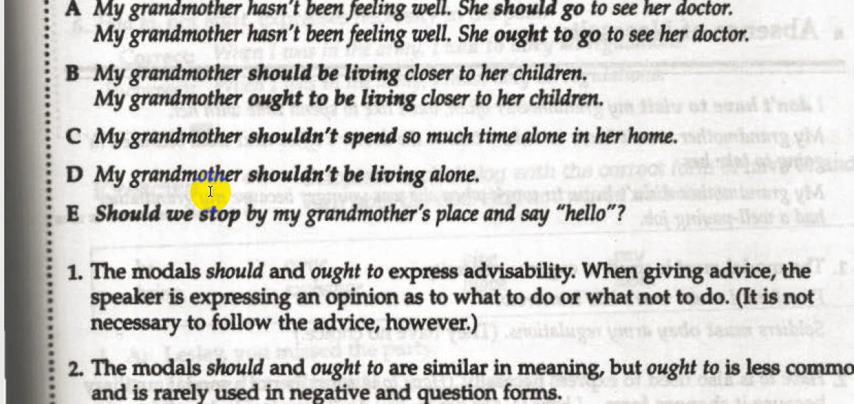 A My grandmother hasn't been feeling well. She should go to see her doctor.
My grandmother hasn't been feeling well. She ought to go to see her doctor.
B My grandmother should be living closer to her children.
My grandmother ought to be living closer to her children.
C My grandmother shouldn't spend so much time alone in her home.
D My grandmother shouldn't be living alone.
E Should we stop by my grandmother's place and say "hello"?
1. The modals should and ought to express advisability. When giving advice, the
speaker is expressing an opinion as to what to do or what not to do. (It is not
necessary to follow the advice, however.)
2. The modals should and ought to are similar in meaning, but ought to is less commo
and is rarely used in negative and question forms.